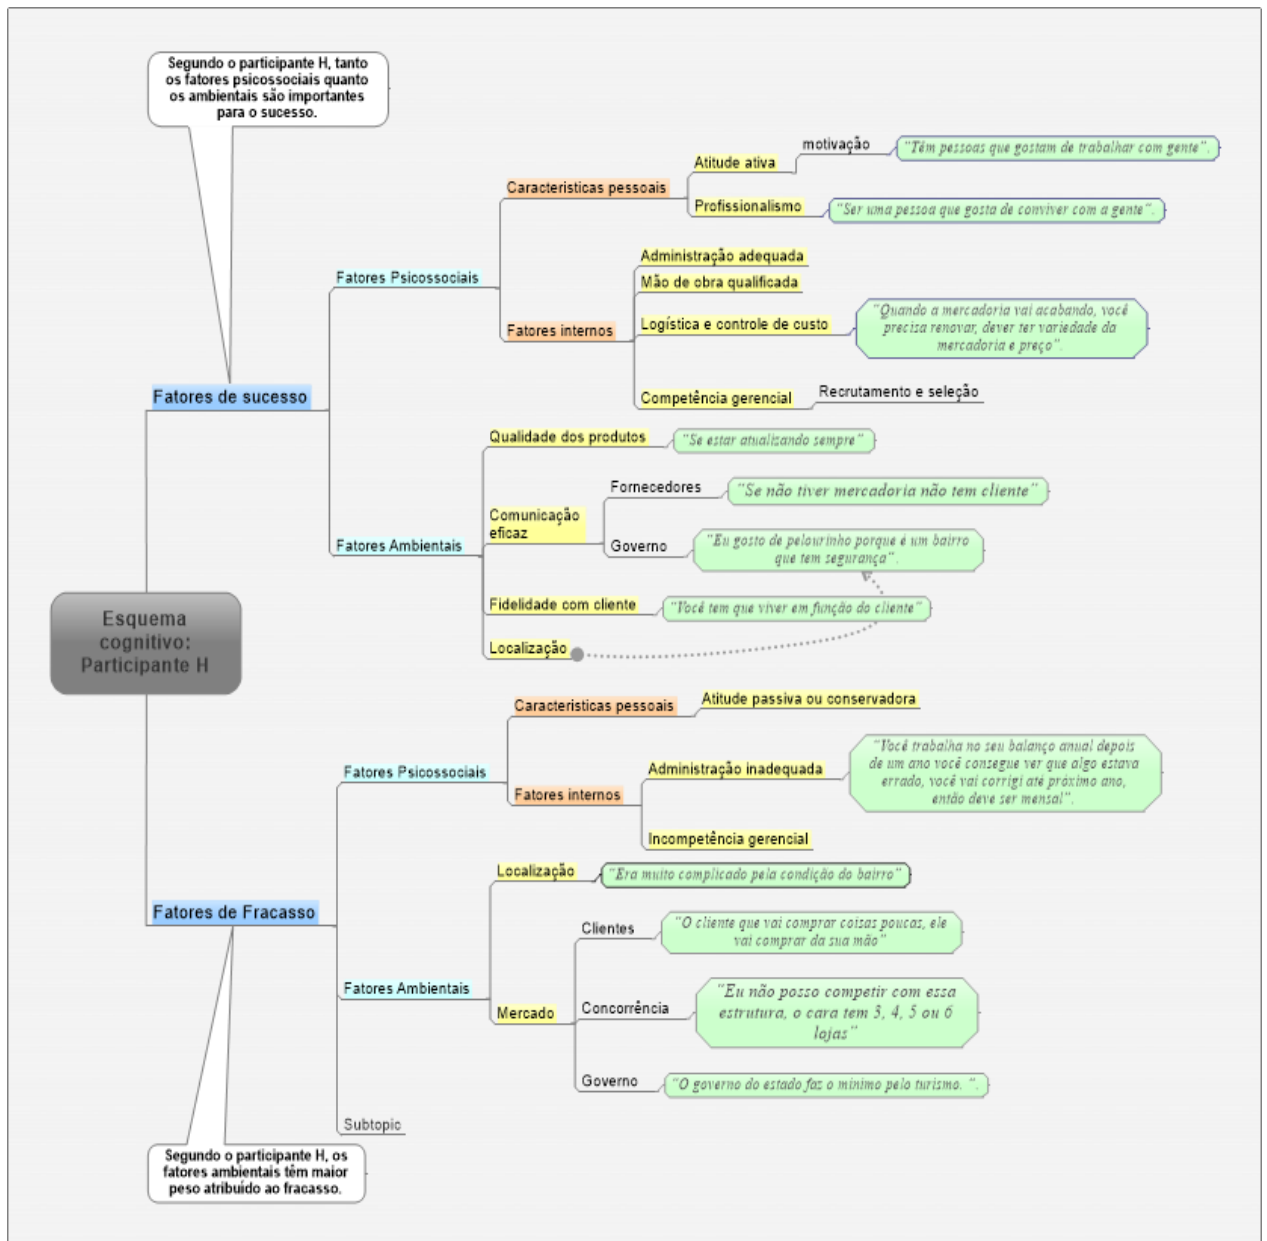 Segundo o participante H, tanto
os fatores psicossociais quanto
os ambientais são importantes
para o sucesso.
motivação
"Têm pessoas que gostam de trabalhar com gente".
Atitude ativa
Caracteristicas pessoais
Profissionalismo
"Ser uma pessoa que gosta de conviver com a gente".
Administração adequada
Fatores Psicossociais
Mão de obra qualificada
Fatores internos
Logística e controle de custo
"Quando a mercadoria vai acabando, você
precisa renovar, dever ter variedade da
mercadoria e preço".
Fatores de sucesso
Competência gerencial
Recrutamento e seleção
Qualidade dos produtos
"Se estar atualizando sempre"
Fornecedores
"Se não tiver mercadoria não tem cliente"
Comunicação
eficaz
Fatores Ambientais
Governo
"Eu gosto de pelourinho porque é um bairro
que tem segurança".
Fidelidade com cliente
"Você tem que viver em função do cliente"
Localização
Esquema
cognitivo:
Participante H
Caracteristicas pessoais
Atitude passiva ou conservadora
Fatores Psicossociais
Fatores internos
Administração inadequada
"Você trabalha no seu balanço anual depois
de um ano você consegue ver que algo estava
errado, você vai corrigi até próximo ano,
então deve ser mensal".
Incompetência gerencial
Localização
"Era muito complicado pela condição do bairro"
Fatores de Fracasso
Clientes
"O cliente que vai comprar coisas poucas, ele
vai comprar da sua mão"
Fatores Ambientais
Mercado
Concorrência
"Eu não posso competir com essa
estrutura, o cara tem 3, 4, 5 ou 6
lojas"
Governo
"O governo do estado faz o minimo pelo turismo. ".
Subtopic
Segundo o participante H, os
fatores ambientais têm maior
peso atribuído ao fracasso.